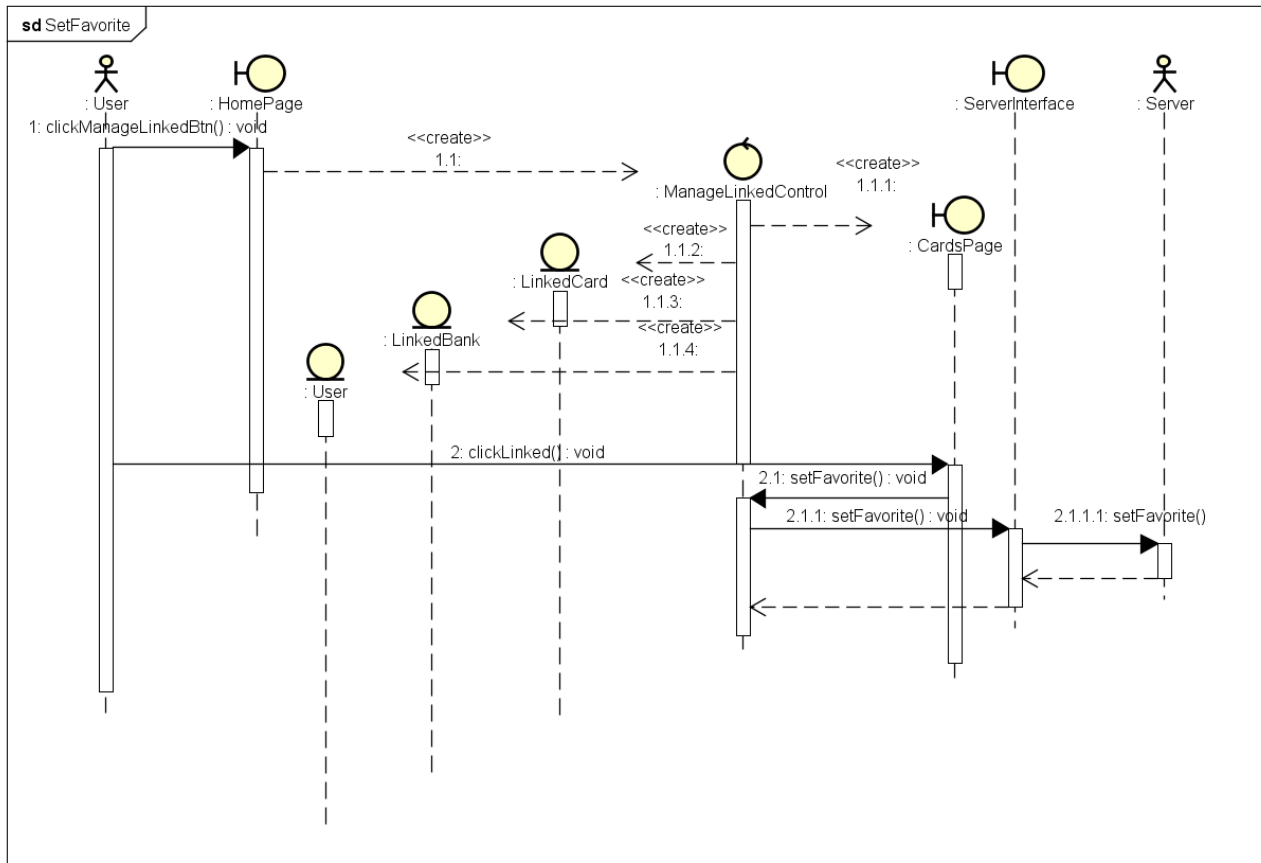 sd SetFavorite
: User
: HomePage
: ServerInterface
: Server
1: clickManageLinkedBtn() : void
<<create>>
1.1:
: ManageLinkedControl
<<create>>
1.1.1:
: CardsPage
<<create>>
1.1.2:
: LinkedCard
<<create>>
1.1.3:
: LinkedBank
<<create>>
1.1.4:
: User
2: clickLinked() : void
2.1: setFavorite() : void
2.1.1: setFavorite() : void
2.1.1.1: setFavorite()